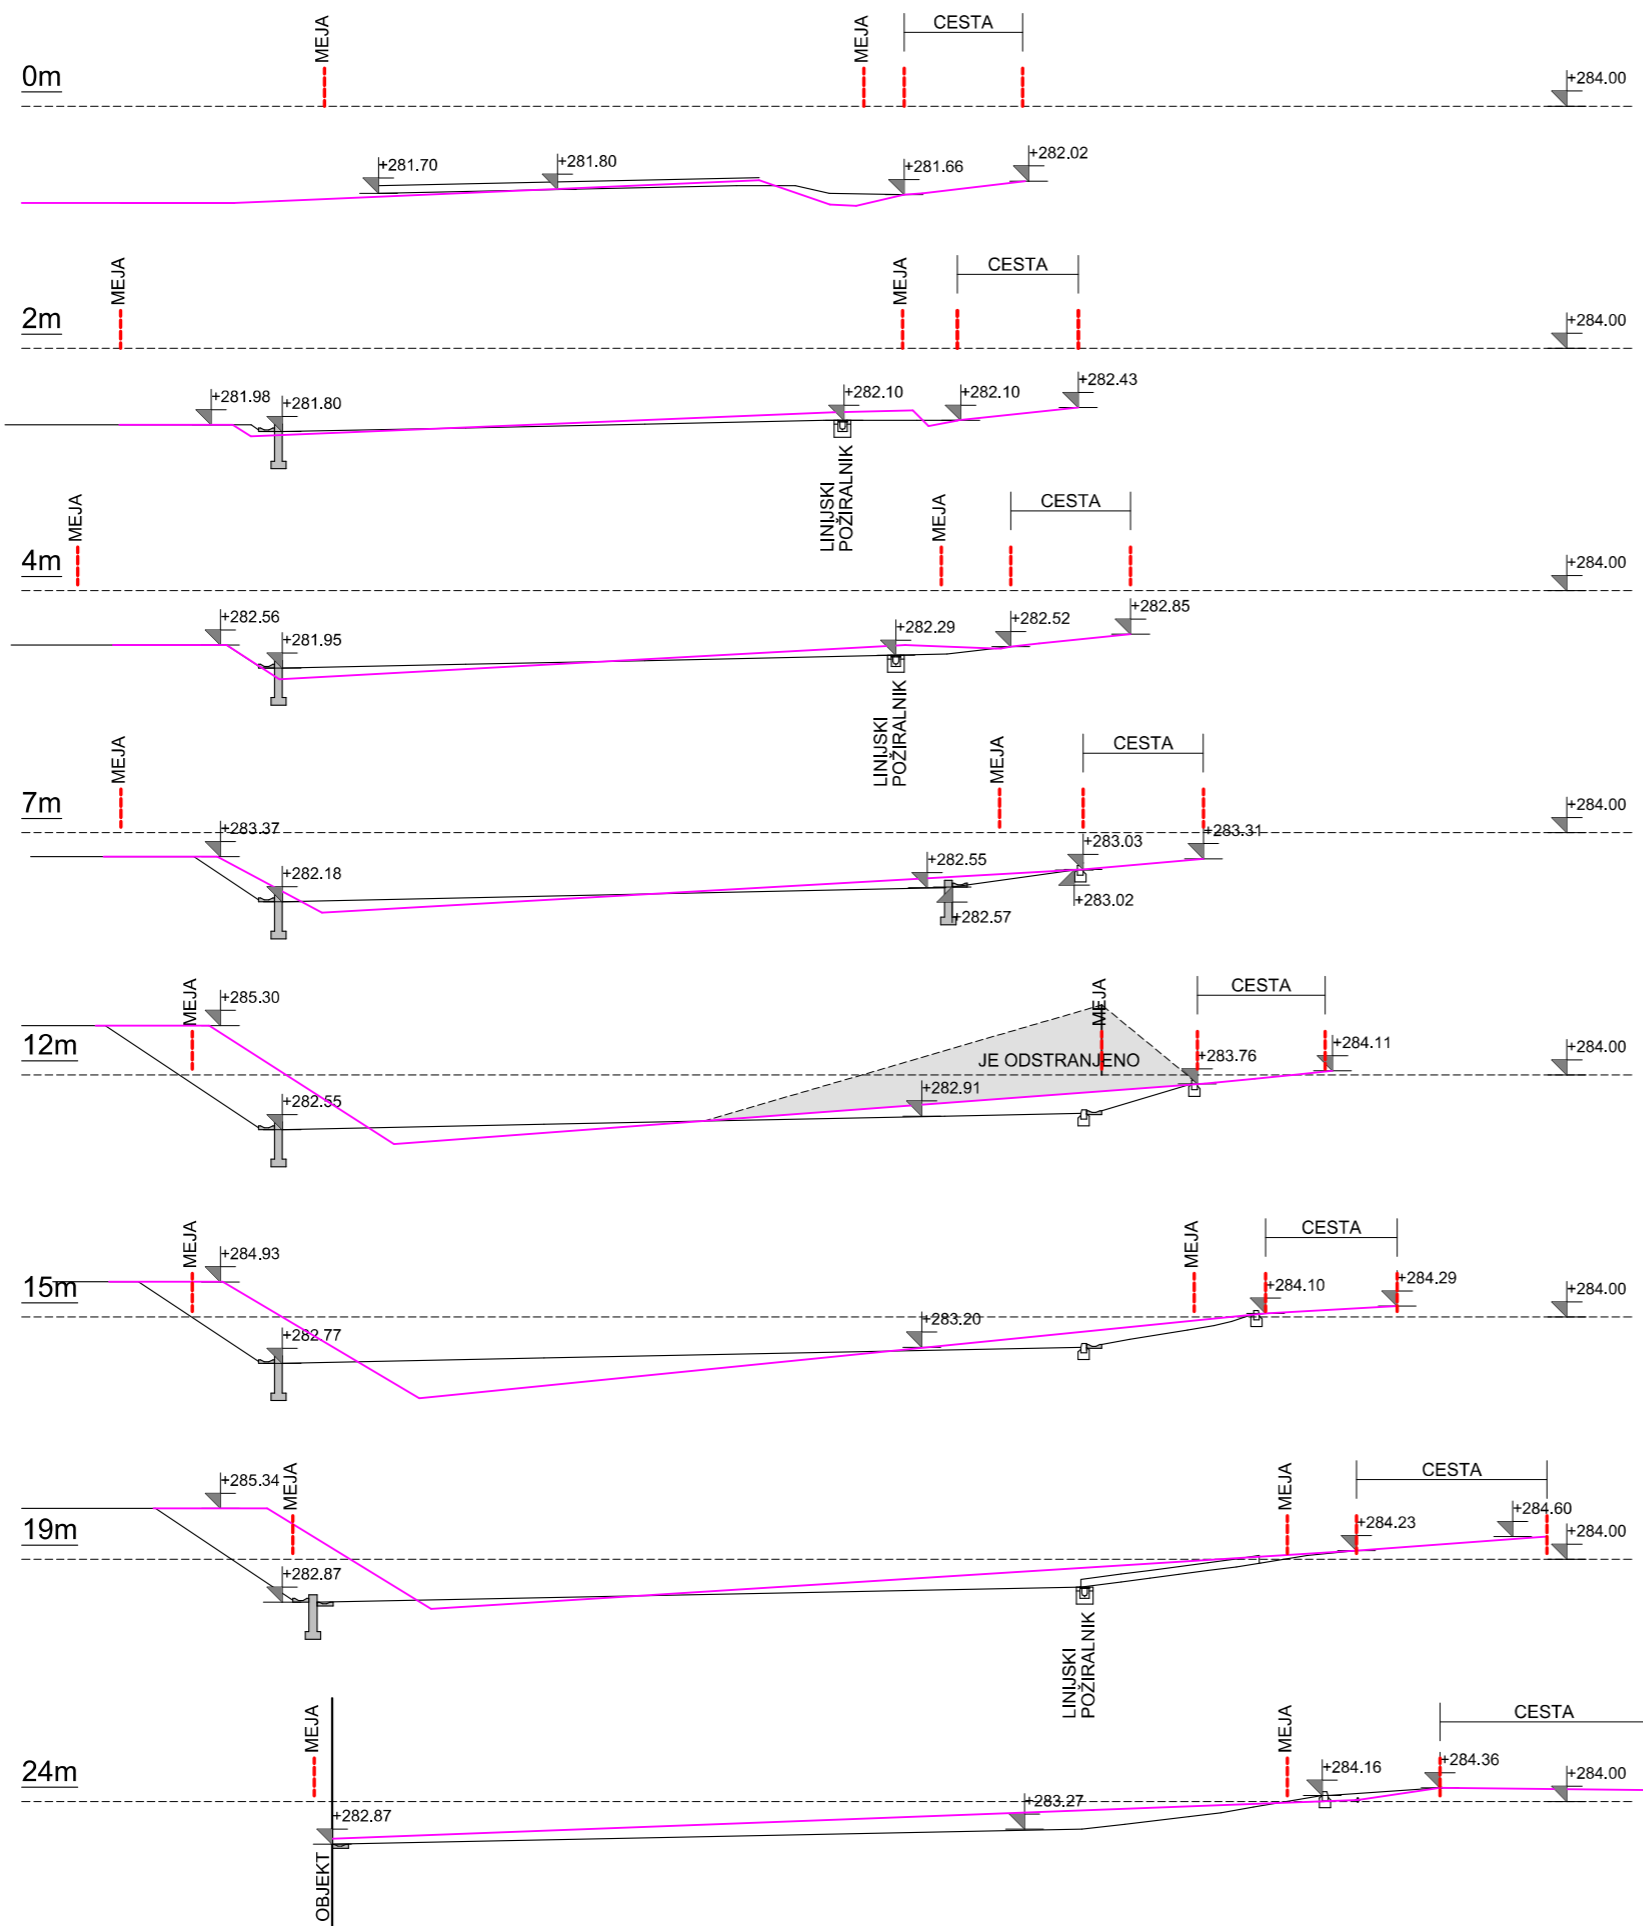 MEJA
MEJA
CESTA
0m
+284.00
+281.70
+281.80
+281.66
+282.02
MEJA
MEJA
CESTA
2m
+284.00
+281.98
+281.80
+282.10
+282.10
+282.43
LINIJSKI
POŽIRALNIK
MEJA
MEJA
CESTA
4m
+284.00
+282.56
+281.95
+282.29
+282.52
+282.85
LINIJSKI
POŽIRALNIK
MEJA
MEJA
CESTA
7m
+284.00
+283.37
+282.18
+282.55
+283.03
+283.31
+283.02
+282.57
MEJA
+285.30
MEJA
CESTA
12m
JE ODSTRANJENO
+283.76
+284.11
+284.00
+282.55
+282.91
MEJA
+284.93
MEJA
CESTA
15m
+284.10
+284.29
+284.00
+282.77
+283.20
+285.34
MEJA
MEJA
CESTA
19m
+284.23
+284.60
+284.00
+282.87
LINIJSKI
POŽIRALNIK
MEJA
MEJA
CESTA
24m
+284.16
+284.36
+284.00
+282.87
+283.27
OBJEKT